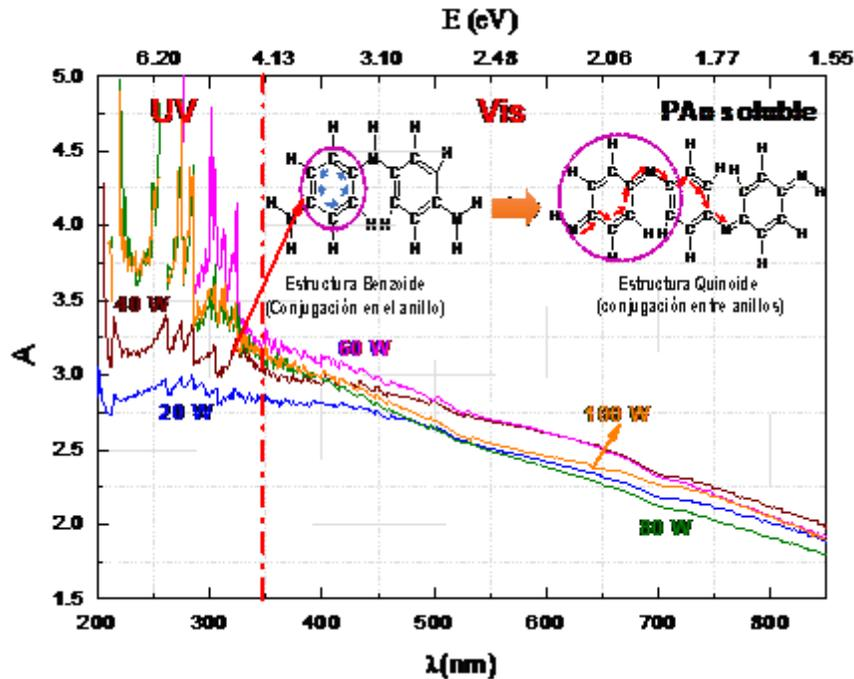 E (eV)
6.20 4.13 3.10 2.48 2.06 1.77 1.55
5.0
4.5
4.0
3.5
3.0
2.5
2.0
1.5
A
UV Vis PAn soluble
Estructura Benzoide
(Conjugación en el anillo)
Estructura Quinoide
(conjugación entre anillos)
40 W
60 W
20 W
100 W
80 W
200 300 400 500 600 700 800
λ(nm)